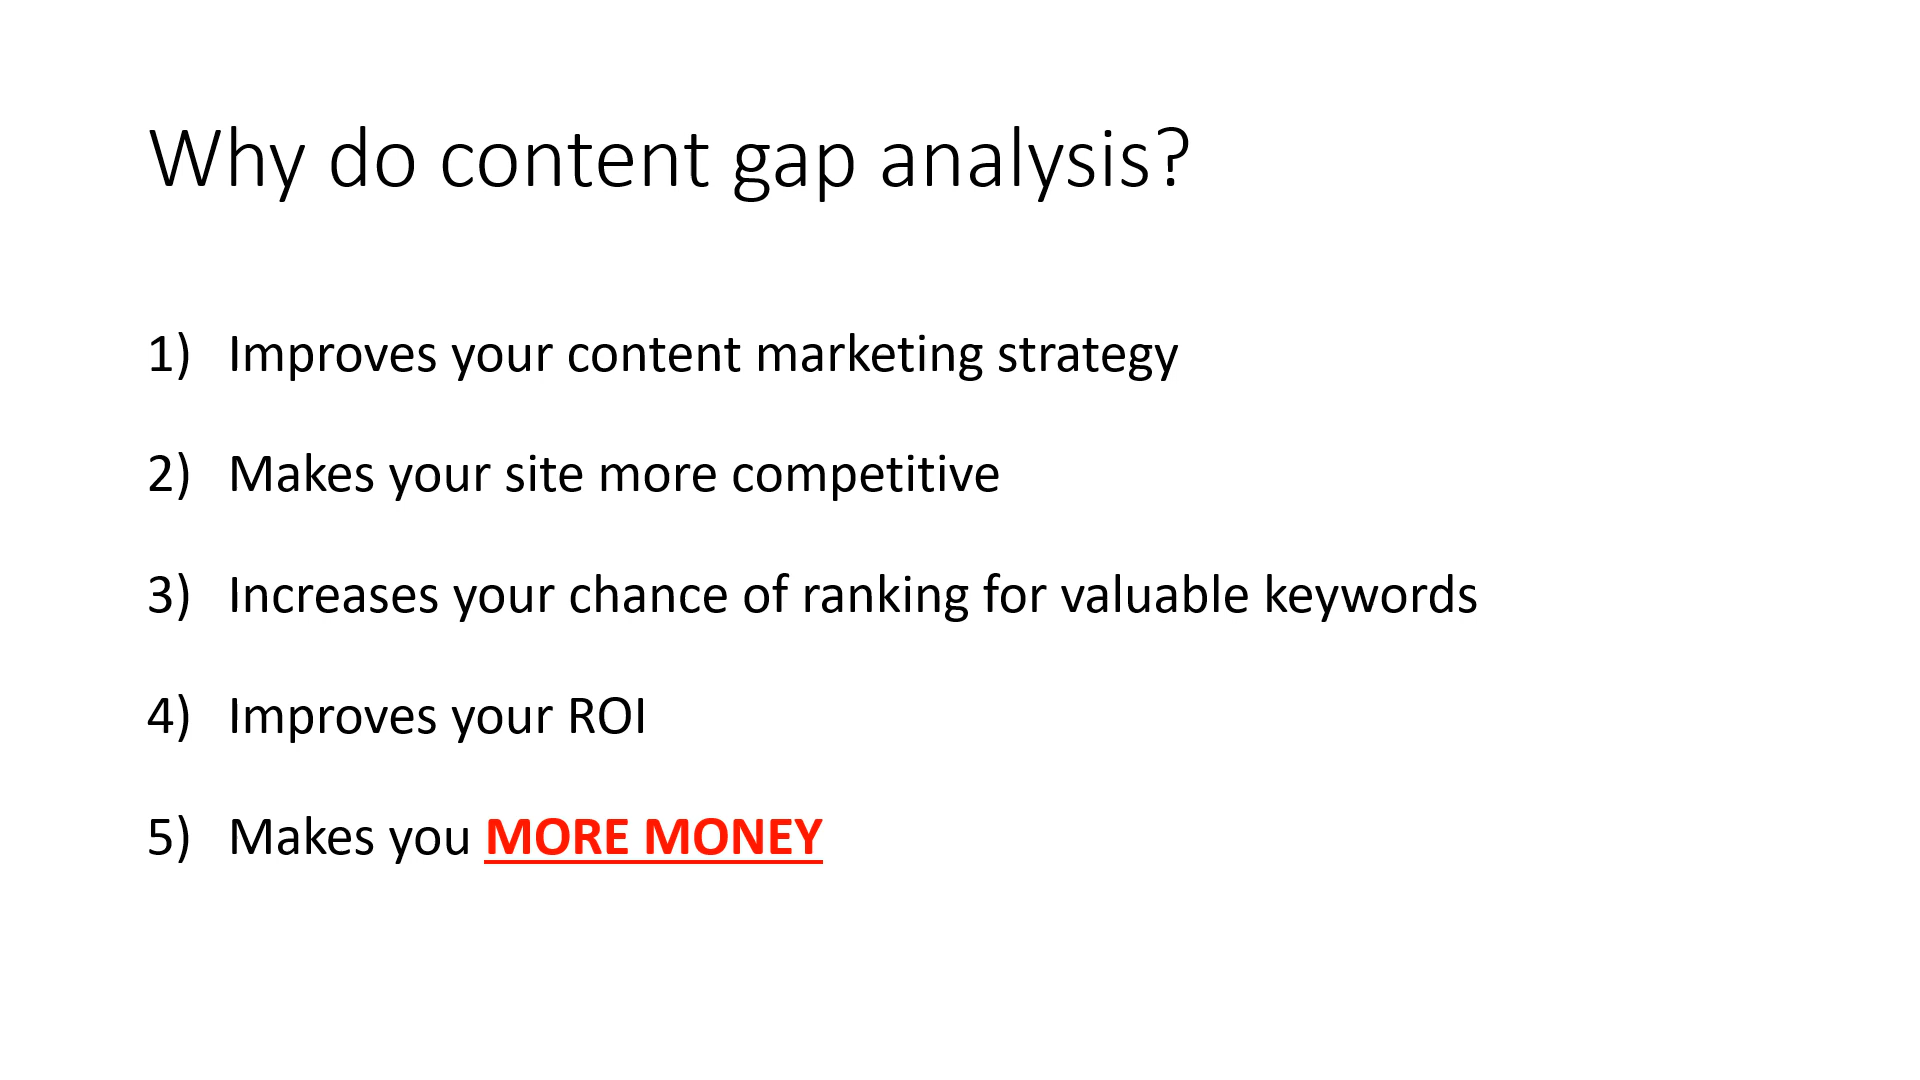 Why do content gap analysis?
1) Improves your content marketing strategy
2) Makes your site more competitive
3) Increases your chance of ranking for valuable keywords
4) Improves your ROI
5) Makes you MORE MONEY